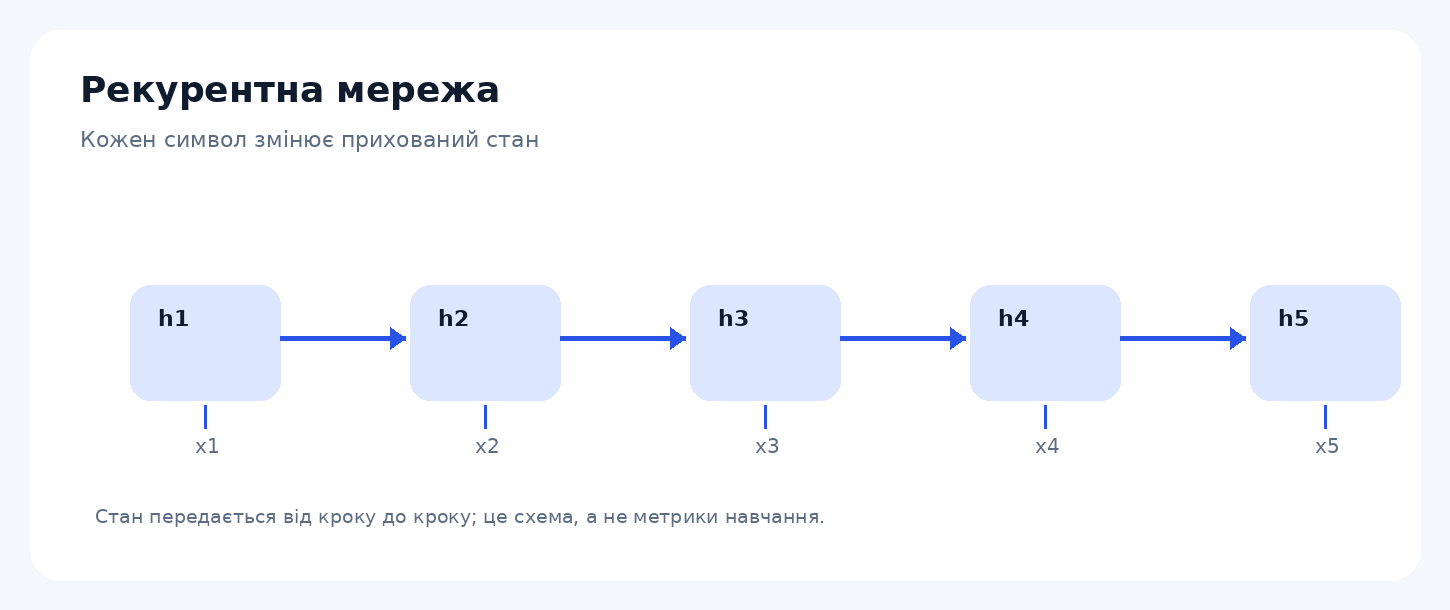 Рекурентна мережа
Кожен символ змінює прихований стан
h1 h2 h3 h4 h5
x1 x2 x3 x4 x5
Стан передається від кроку до кроку; це схема, а не метрики навчання.